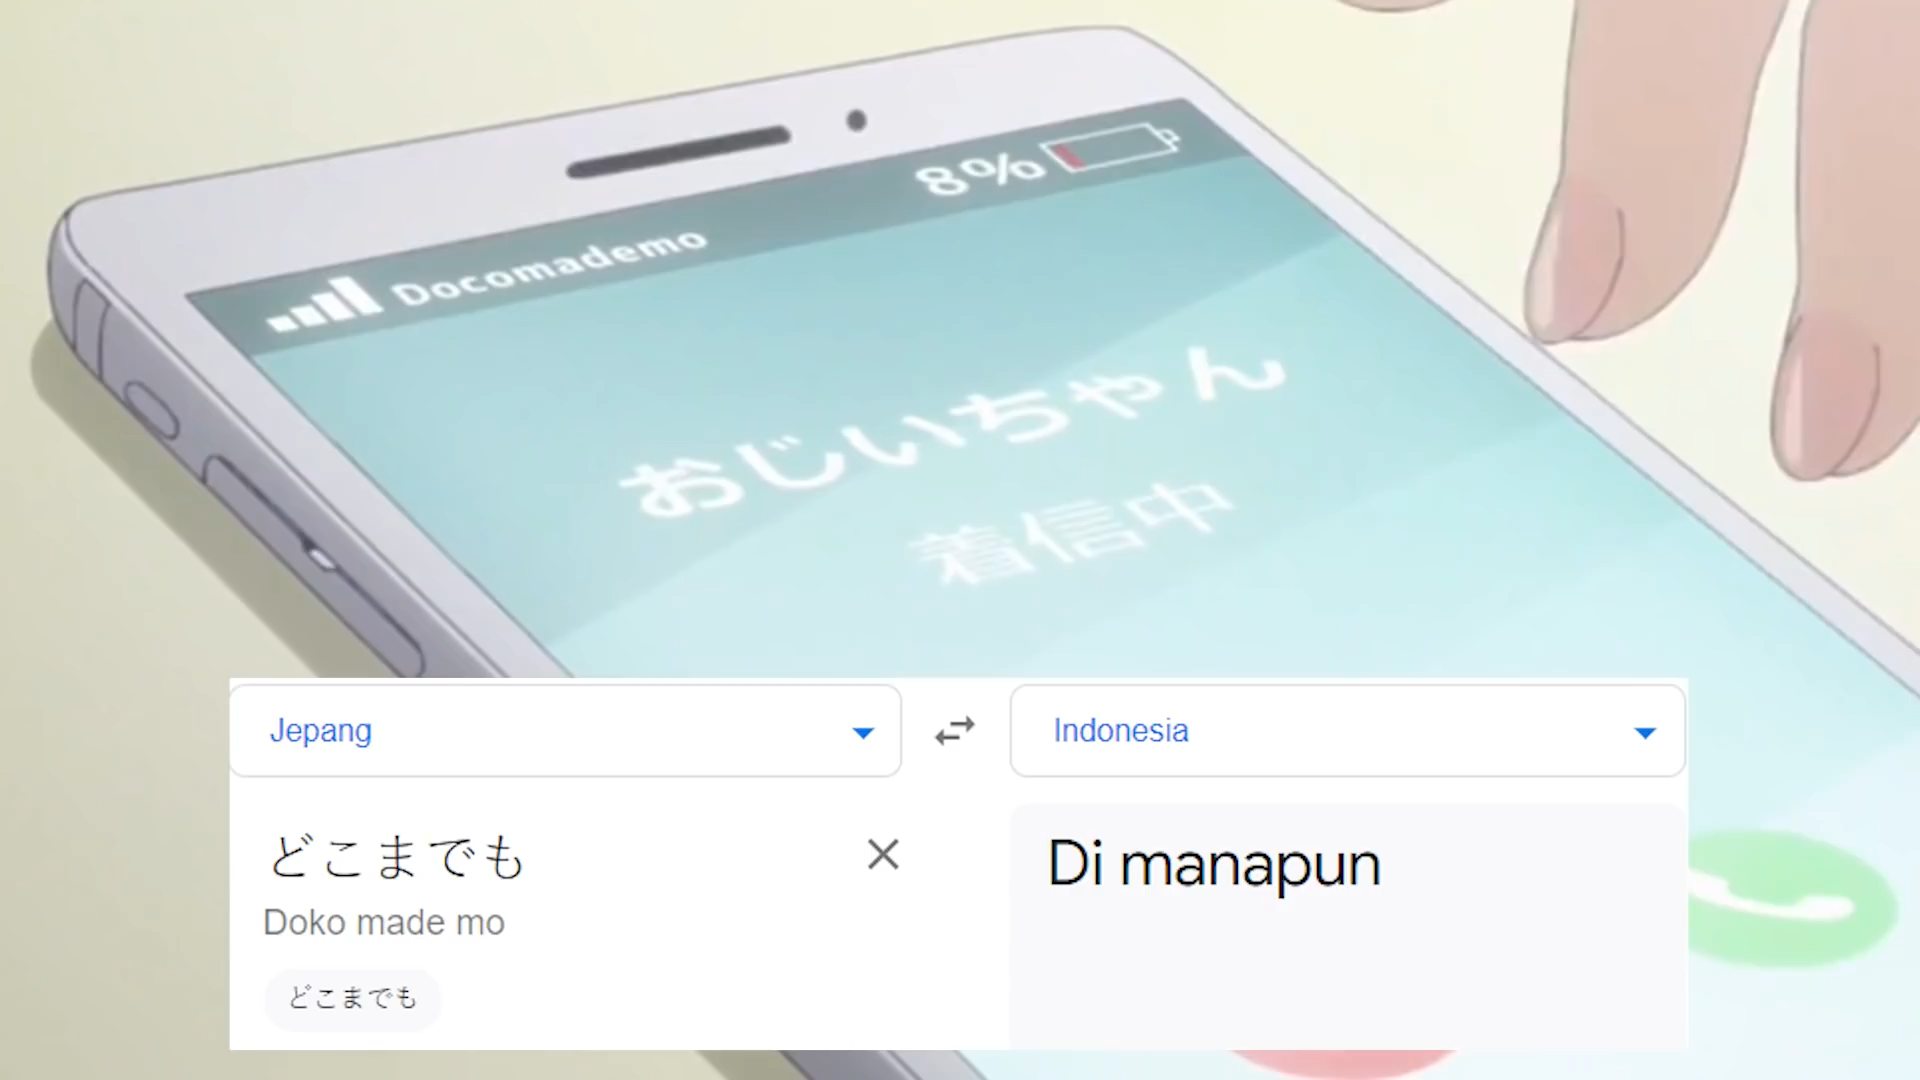 Docomademo 8%
おじいちゃん
着信中
Jepang
Indonesia
どこまでも
Di manapun
Doko made mo
どこまでも